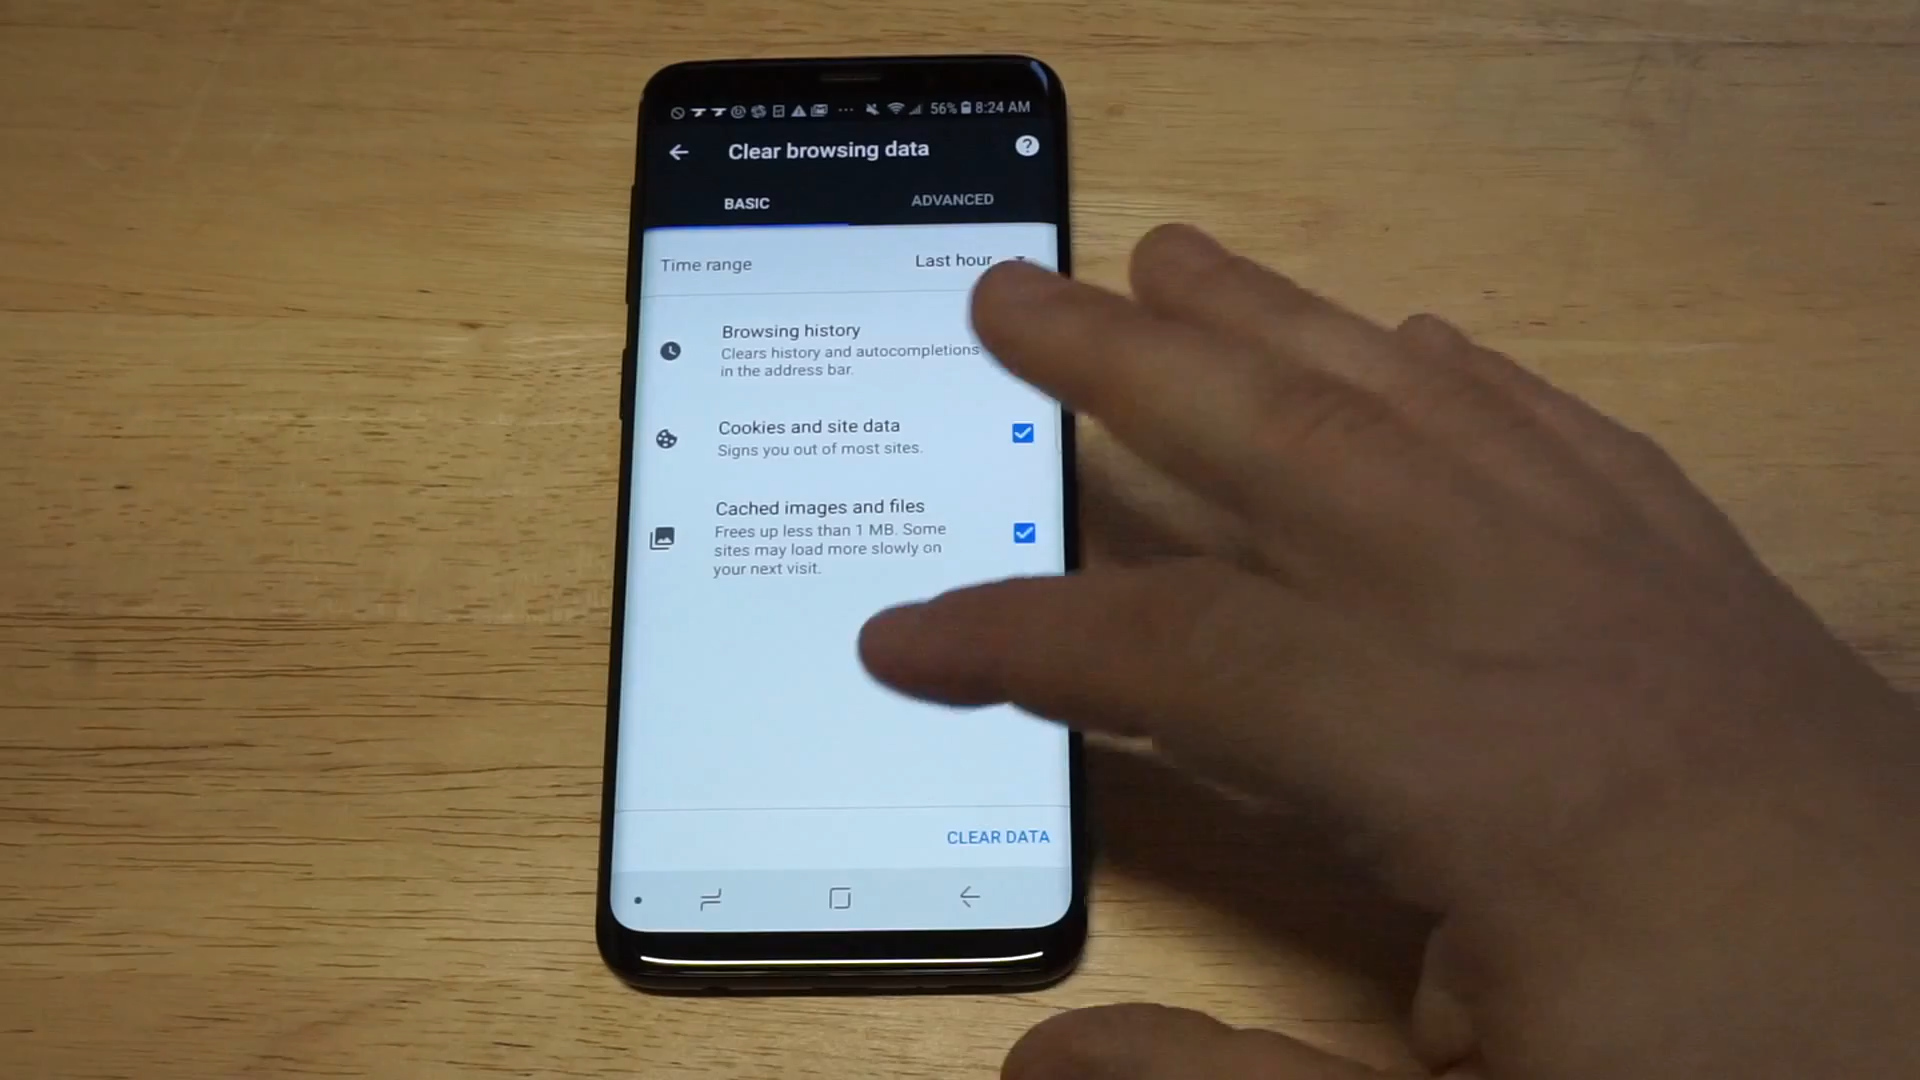 56% 8:24 AM
Clear browsing data
?
BASIC
ADVANCED
Time range
Last hour
Browsing history
Clears history and autocompletions
in the address bar.
Cookies and site data
Signs you out of most sites.
Cached images and files
Frees up less than 1 MB. Some
sites may load more slowly on
your next visit.
CLEAR DATA